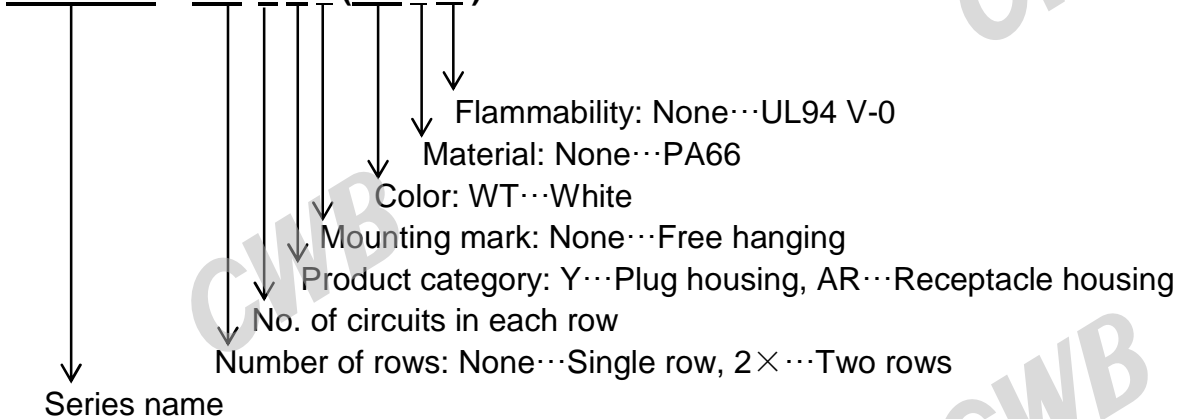 ( )
Flammability: None···UL94 V-0
Material: None···PA66
Color: WT···White
Mounting mark: None···Free hanging
Product category: Y···Plug housing, AR···Receptacle housing
No. of circuits in each row
Number of rows: None···Single row, 2×···Two rows
Series name
CWB
CWB